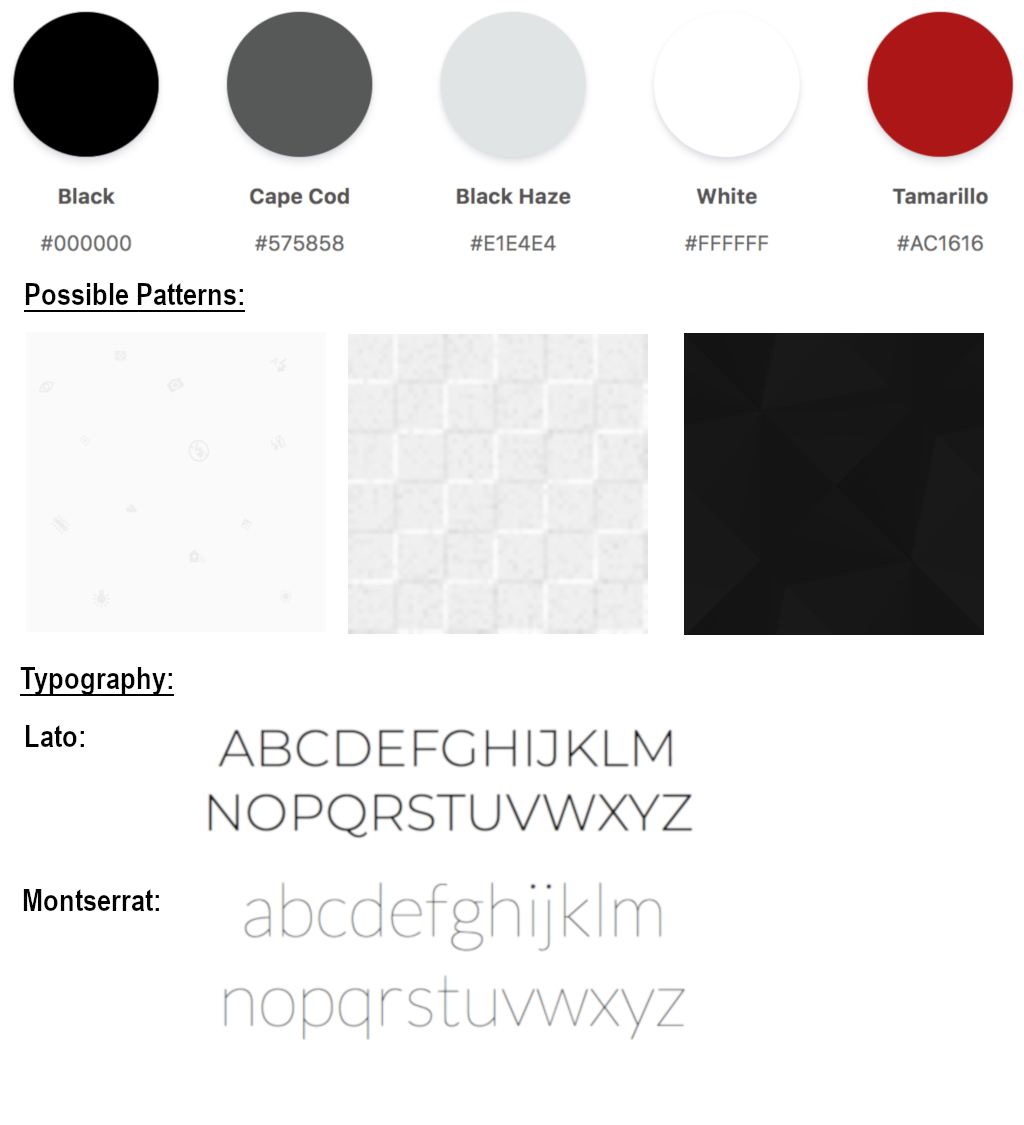 Black Cape Cod Black Haze White Tamarillo
#000000 #575858 #E1E4E4 #FFFFFF #AC1616
Possible Patterns:
Typography:
Lato:
ABCDEFGHIJKLM
NOPQRSTUVWXYZ
Montserrat:
abcdefghijklm
nopqrstuvwxyz